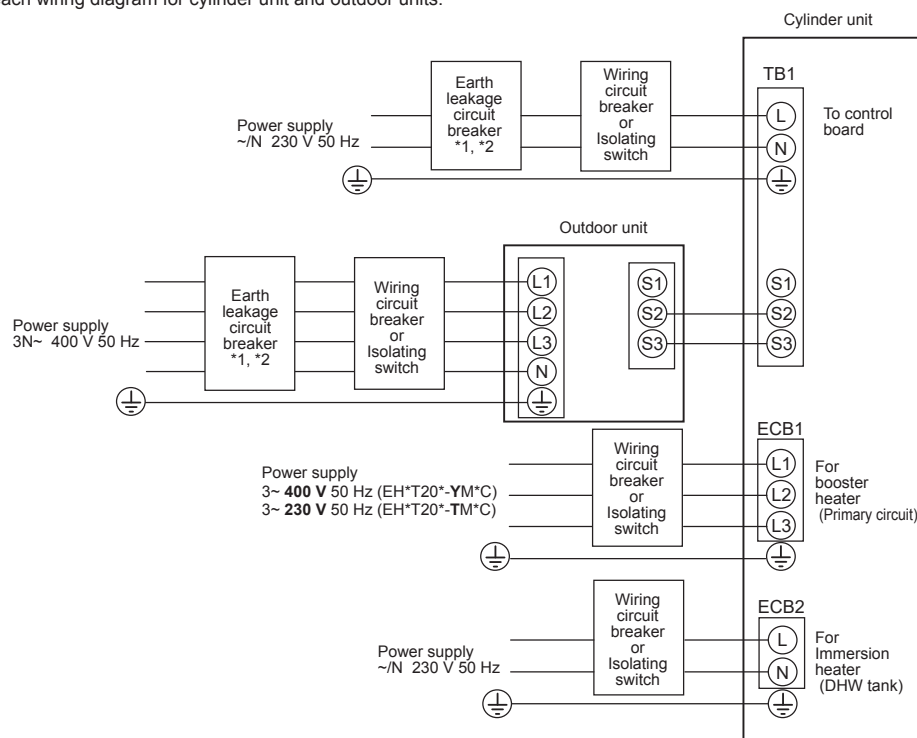 each wiring diagram for cylinder unit and outdoor units.
Cylinder unit
Power supply
~/N 230 V 50 Hz
Earth
leakage
circuit
breaker
*1, *2
Wiring
circuit
breaker
or
Isolating
switch
TB1
L
N
To control
board
S1
S2
S3
Outdoor unit
Power supply
3N~ 400 V 50 Hz
Earth
leakage
circuit
breaker
*1, *2
Wiring
circuit
breaker
or
Isolating
switch
L1
L2
L3
N
S1
S2
S3
Power supply
3~ 400 V 50 Hz (EH*T20*-YM*C)
3~ 230 V 50 Hz (EH*T20*-TM*C)
Wiring
circuit
breaker
or
Isolating
switch
ECB1
L1
L2
L3
For
booster
heater
(Primary circuit)
Power supply
~/N 230 V 50 Hz
Wiring
circuit
breaker
or
Isolating
switch
ECB2
L
N
For
Immersion
heater
(DHW tank)